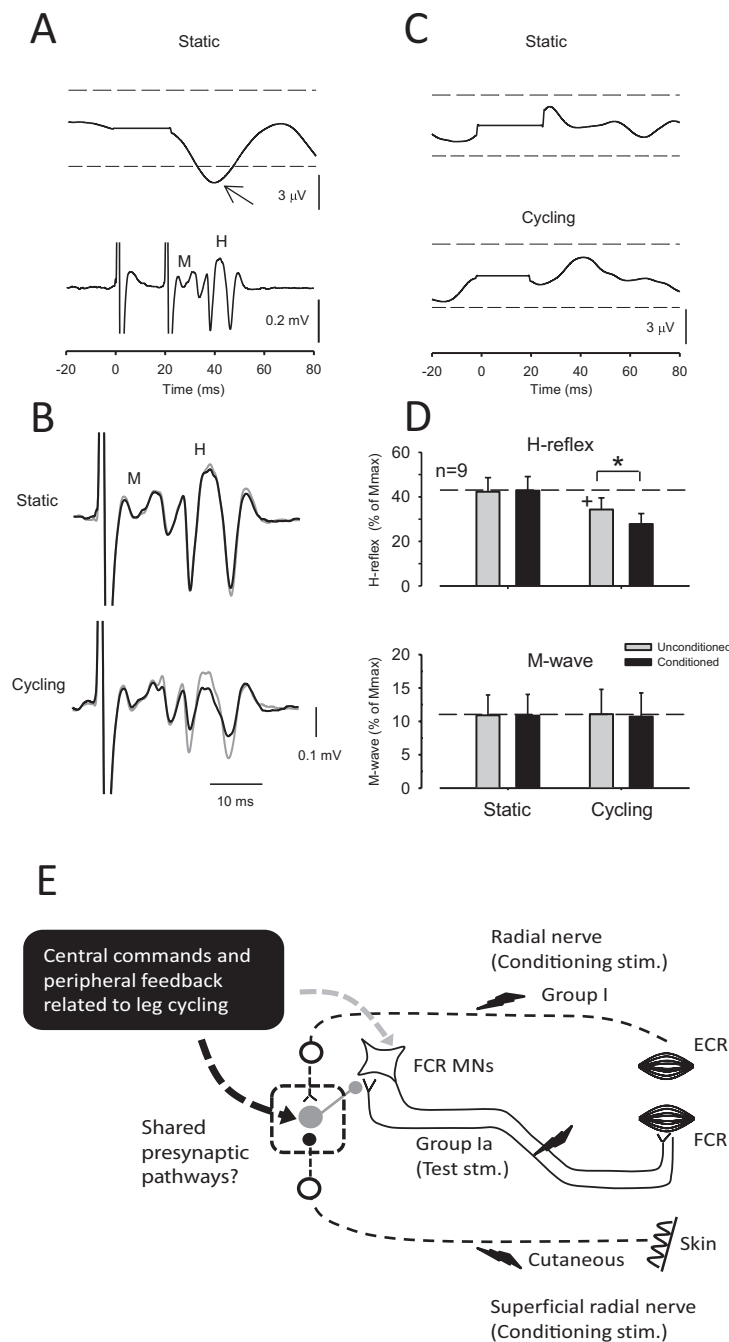 A
Static
3 μV
M
H
0.2 mV
-20 0 20 40 60 80
Time (ms)
C
Static
Cycling
3 μV
-20 0 20 40 60 80
Time (ms)
B
Static
M
H
Cycling
0.1 mV
10 ms
D
H-reflex
n=9
*
+
60
40
30
0
H-reflex (% of Mmax)
Unconditioned
Conditioned
M-wave
20
15
10
5
0
M-wave (% of Mmax)
Static Cycling
E
Central commands and
peripheral feedback
related to leg cycling
Radial nerve
(Conditioning stim.)
Group I
ECR
FCR MNs
FCR
Shared
presynaptic
pathways?
Group Ia
(Test stm.)
Skin
Cutaneous
Superficial radial nerve
(Conditioning stim.)